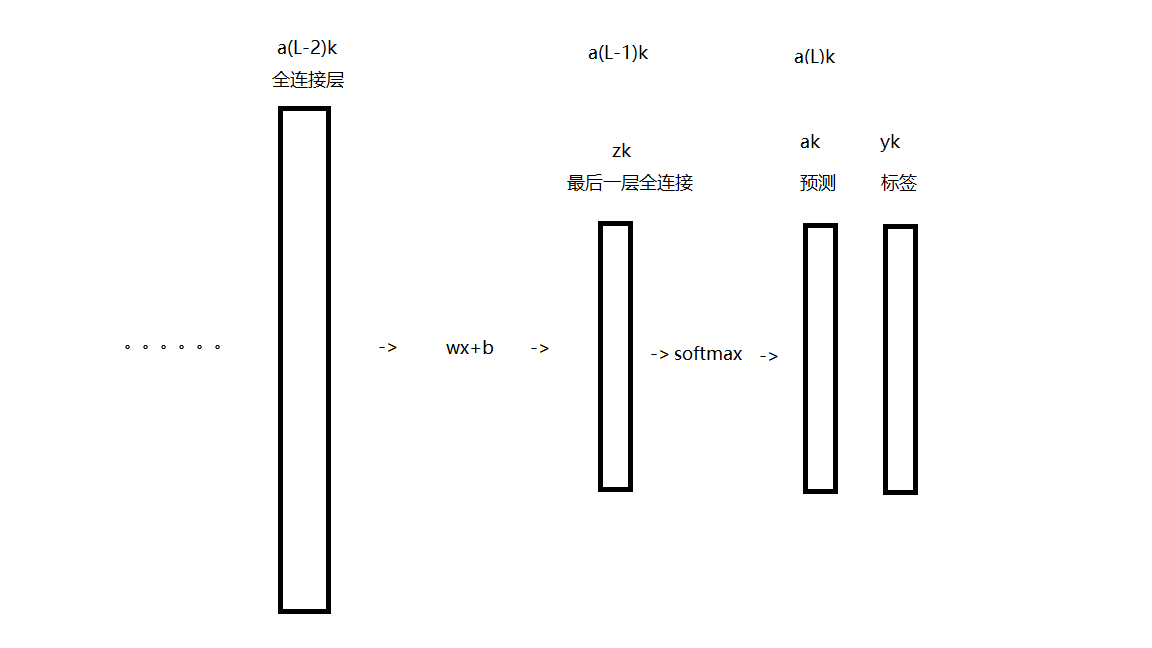 a(L-2)k
全连接层
a(L-1)k
a(L)k
zk
最后一层全连接
ak
预测
yk
标签
。。。。。。
->
wx+b
->
-> softmax ->